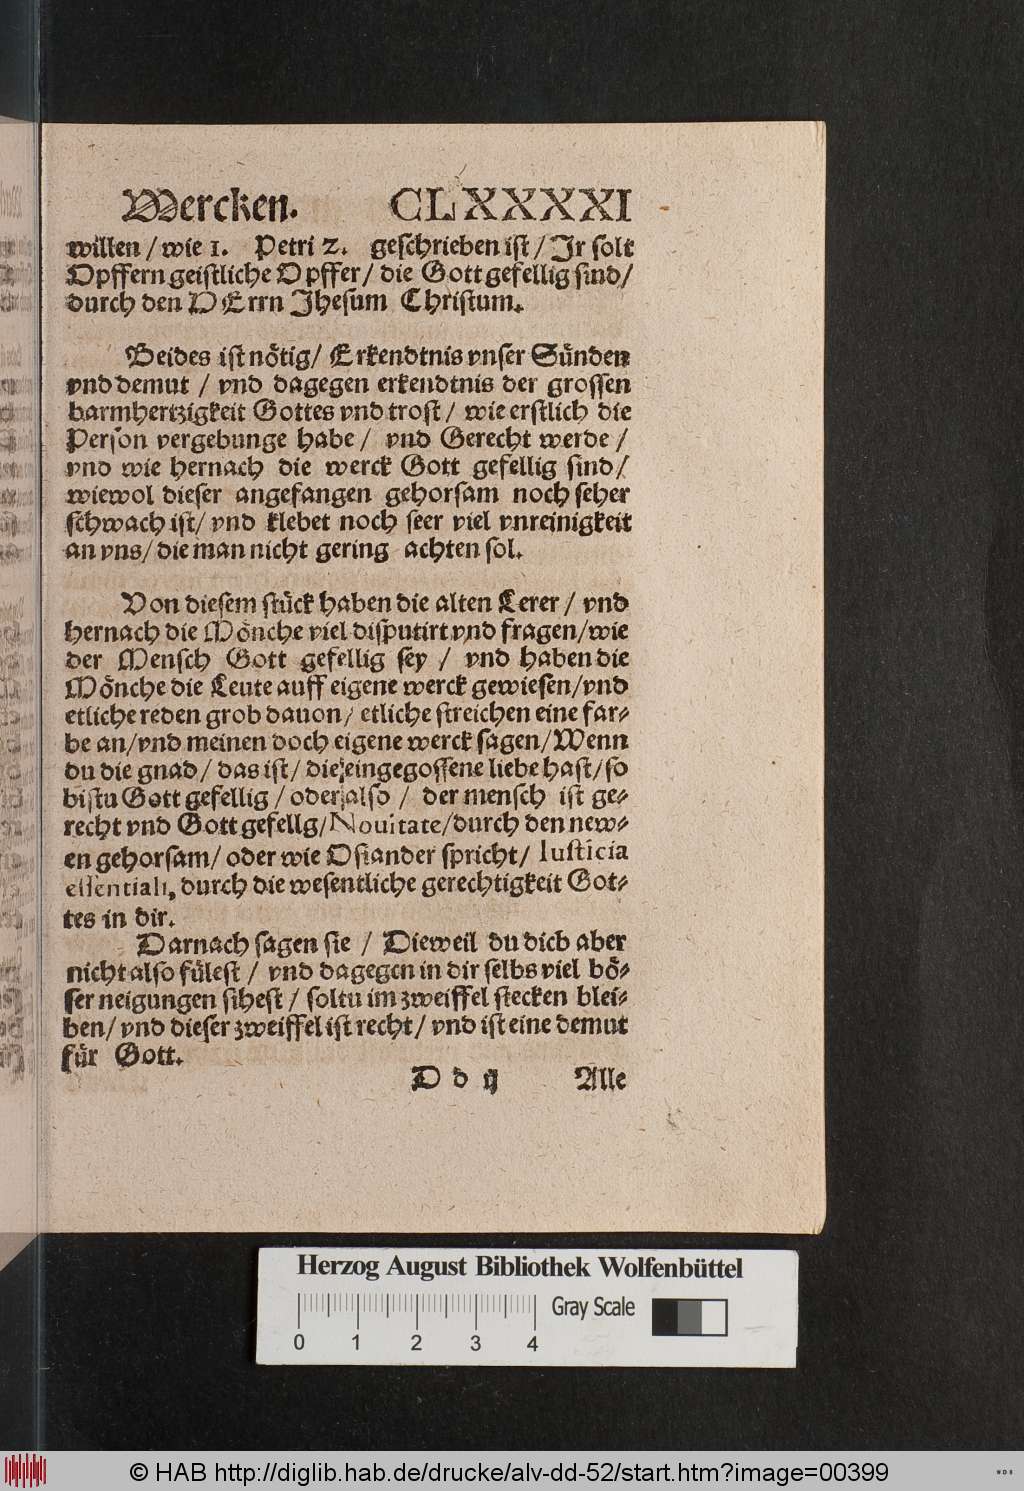 Wercken. CLXXXXI
willen / wie 1. Petri 2. geschrieben ist / Jr solt
Opffern geistliche Opffer / die Gott gefellig sind /
durch den HErrn Jhesum Christum.
Beides ist nötig / Erkendtnis vnser Sünden
vnd demut / vnd dagegen erkendtnis der grossen
barmhertzigkeit Gottes vnd trost / wie erstlich die
Person vergebunge habe / vnd Gerecht werde /
vnd wie hernach die werck Gott gefellig sind /
wiewol dieser angefangen gehorsam noch seher
schwach ist / vnd klebet noch seer viel vnreinigkeit
an vns / die man nicht gering achten sol.
Von diesem stück haben die alten Lerer / vnd
hernach die Mönche viel disputirt vnd fragen / wie
der Mensch Gott gefellig sey / vnd haben die
Mönche die Leute auff eigene werck gewiesen / vnd
etliche reden grob dauon / etliche streichen eine far-
be an / vnd meinen doch eigene werck sagen / Wenn
du die gnad / das ist / die eingegossene liebe hast / so
bistu Gott gefellig / oder also / der mensch ist ge-
recht vnd Gott gefellg / Nouitate / durch den new-
en gehorsam / oder wie Osiander spricht / Iusticia
essentiali, durch die wesentliche gerechtigkeit Got-
tes in dir.
Darnach sagen sie / Dieweil du dich aber
nicht also fülest / vnd dagegen in dir selbs viel bö-
ser neigungen sihest / soltu im zweiffel stecken blei-
ben / vnd dieser zweiffel ist recht / vnd ist eine demut
für Gott.
D d ij Alle
Herzog August Bibliothek Wolfenbüttel
0 1 2 3 4 Gray Scale
© HAB http://diglib.hab.de/drucke/alv-dd-52/start.htm?image=00399